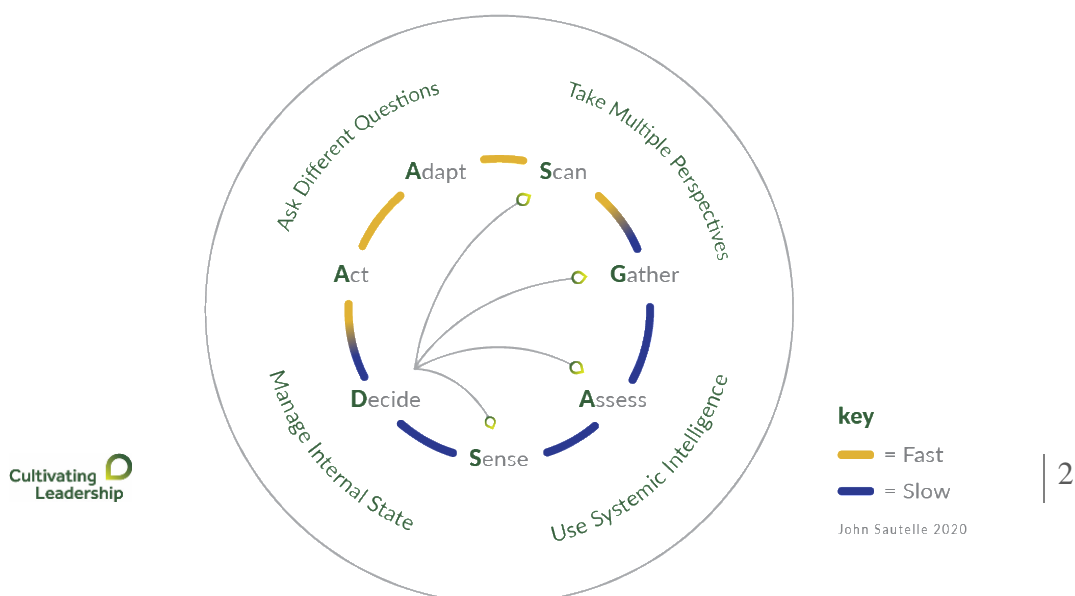 Ask Different Questions
Take Multiple Perspectives
Adapt
Scan
Act
Gather
Decide
Assess
Sense
Manage Internal State
Use Systemic Intelligence
key
= Fast
= Slow
John Sautelle 2020
Cultivating
Leadership
2